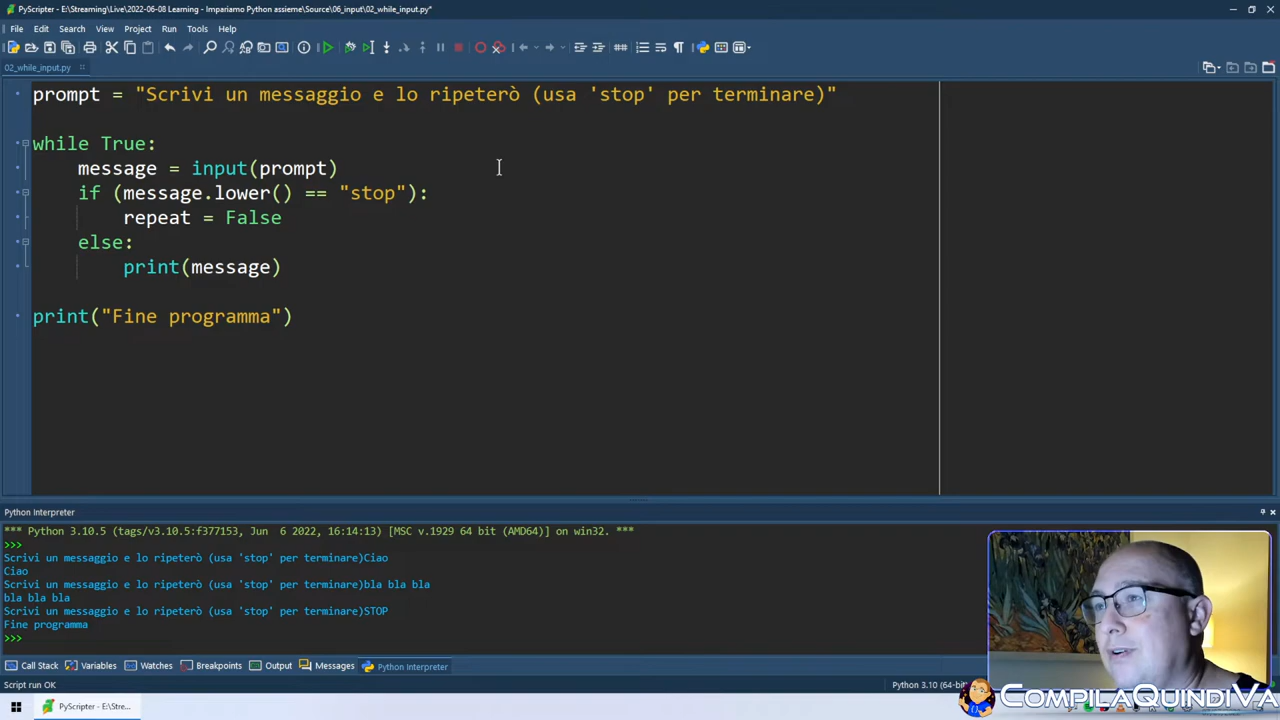 PyScripter - E:\Streaming\Live\2022-06-08 Learning - Impariamo Python assieme\Source\06_input\02_while_input.py*
File Edit Search View Project Run Tools Help
02_while_input.py
prompt = "Scrivi un messaggio e lo ripeterò (usa 'stop' per terminare)"
while True:
message = input(prompt)
if (message.lower() == "stop"):
repeat = False
else:
print(message)
print("Fine programma")
Python Interpreter
*** Python 3.10.5 (tags/v3.10.5:f377153, Jun 6 2022, 16:14:13) [MSC v.1929 64 bit (AMD64)] on win32. ***
>>>
Scrivi un messaggio e lo ripeterò (usa 'stop' per terminare)Ciao
Ciao
Scrivi un messaggio e lo ripeterò (usa 'stop' per terminare)bla bla bla
bla bla bla
Scrivi un messaggio e lo ripeterò (usa 'stop' per terminare)STOP
Fine programma
>>>
Call Stack Variables Watches Breakpoints Output Messages Python Interpreter
Script run OK
Python 3.10 (64-bit)
PyScripter - E:\Stre...
COMPILAQUINDIVA